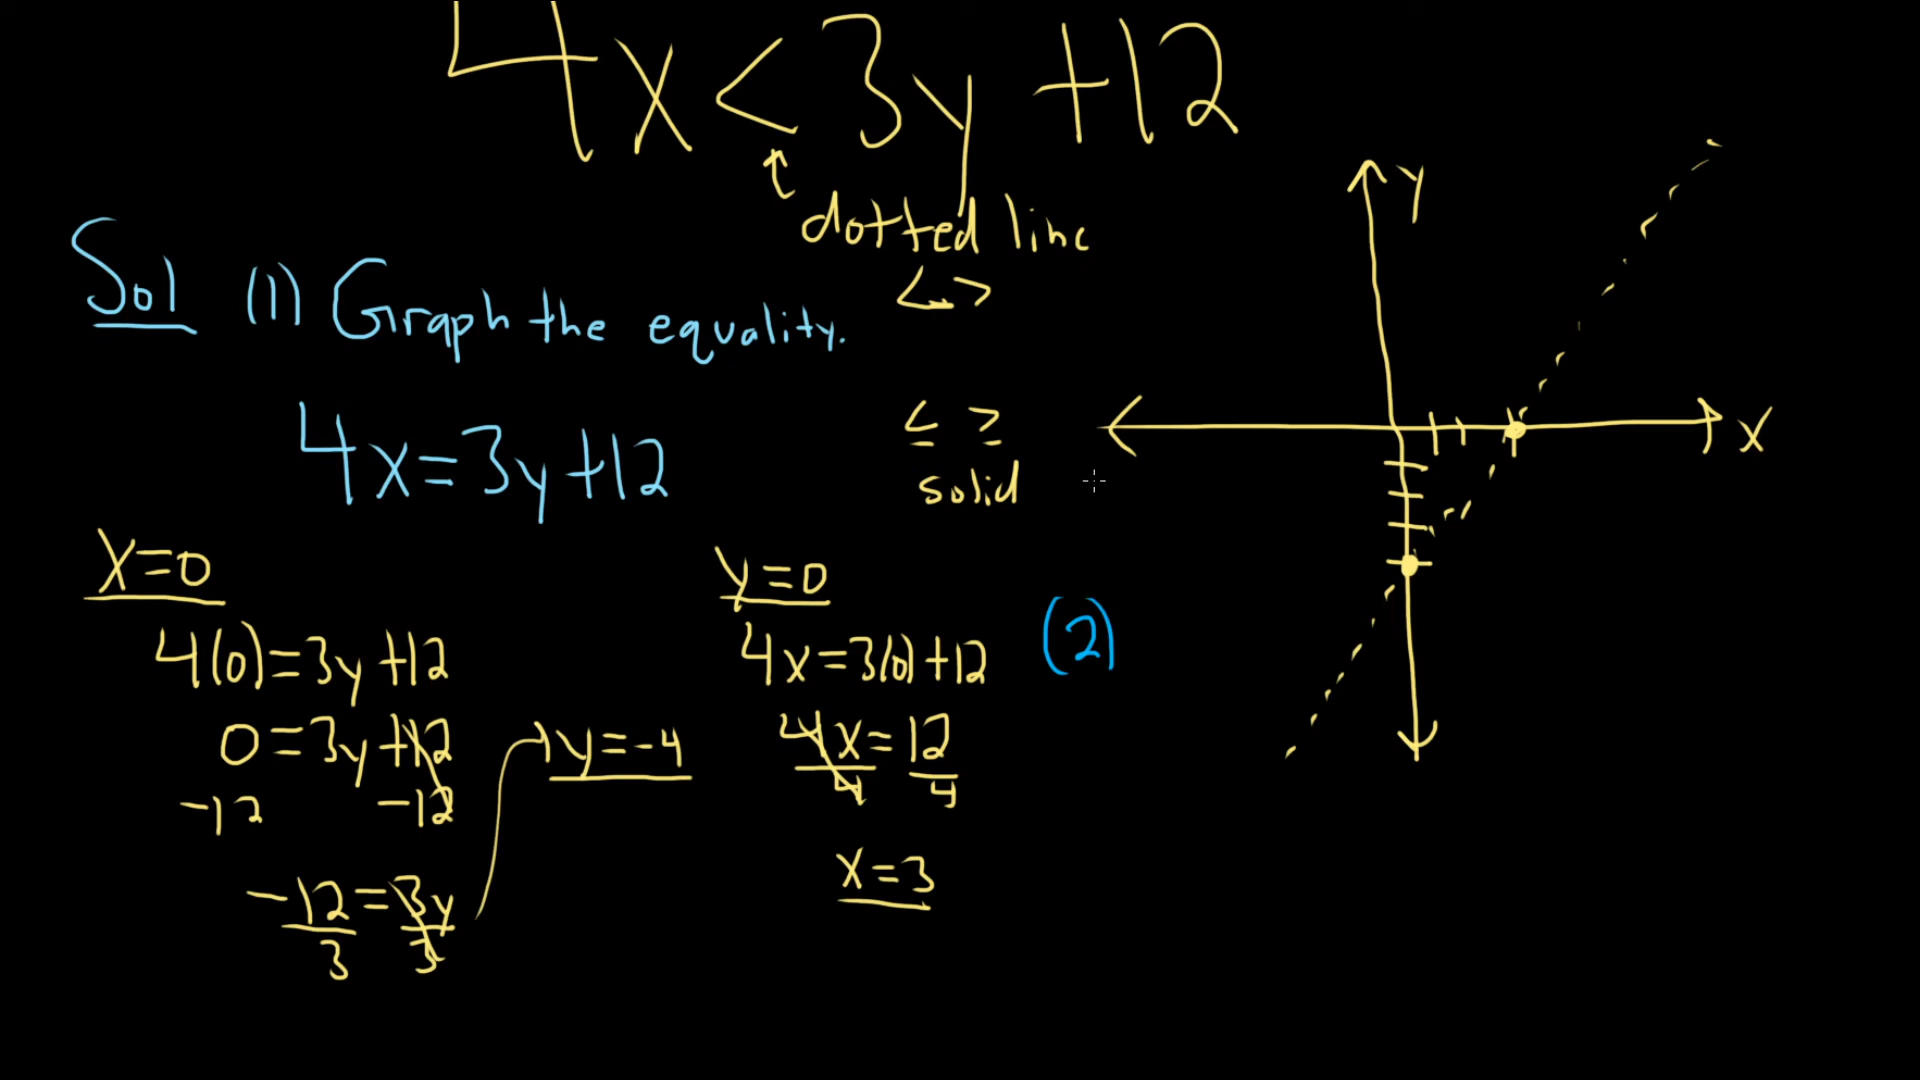 4x < 3y + 12
dotted line
< >
Sol (1) Graph the equality.
4x = 3y + 12
≤ ≥
solid
x = 0
4(0) = 3y + 12
0 = 3y + 12
-12 -12
-12 = 3y
3 3
y = -4
y = 0
4x = 3(0) + 12
4x = 12
4 4
x = 3
(2)
y
x